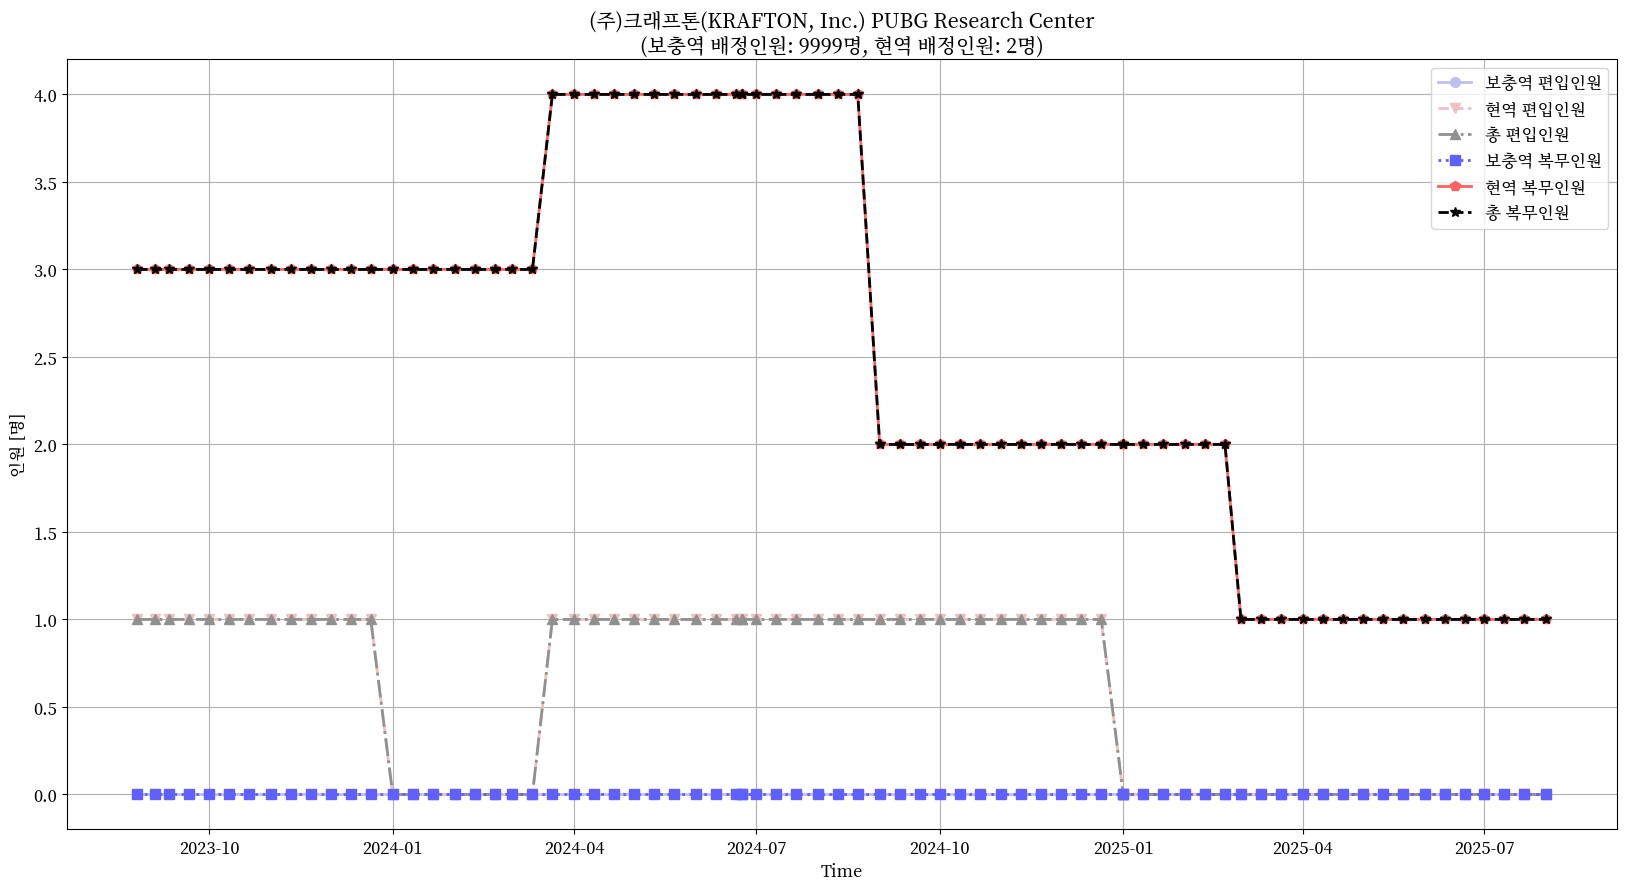 (주)크래프톤(KRAFTON, Inc.) PUBG Research Center
(보충역 배정인원: 9999명, 현역 배정인원: 2명)
보충역 편입인원
현역 편입인원
총 편입인원
보충역 복무인원
현역 복무인원
총 복무인원
인원 [명]
4.0
3.5
3.0
2.5
2.0
1.5
1.0
0.5
0.0
2023-10
2024-01
2024-04
2024-07
2024-10
2025-01
2025-04
2025-07
Time